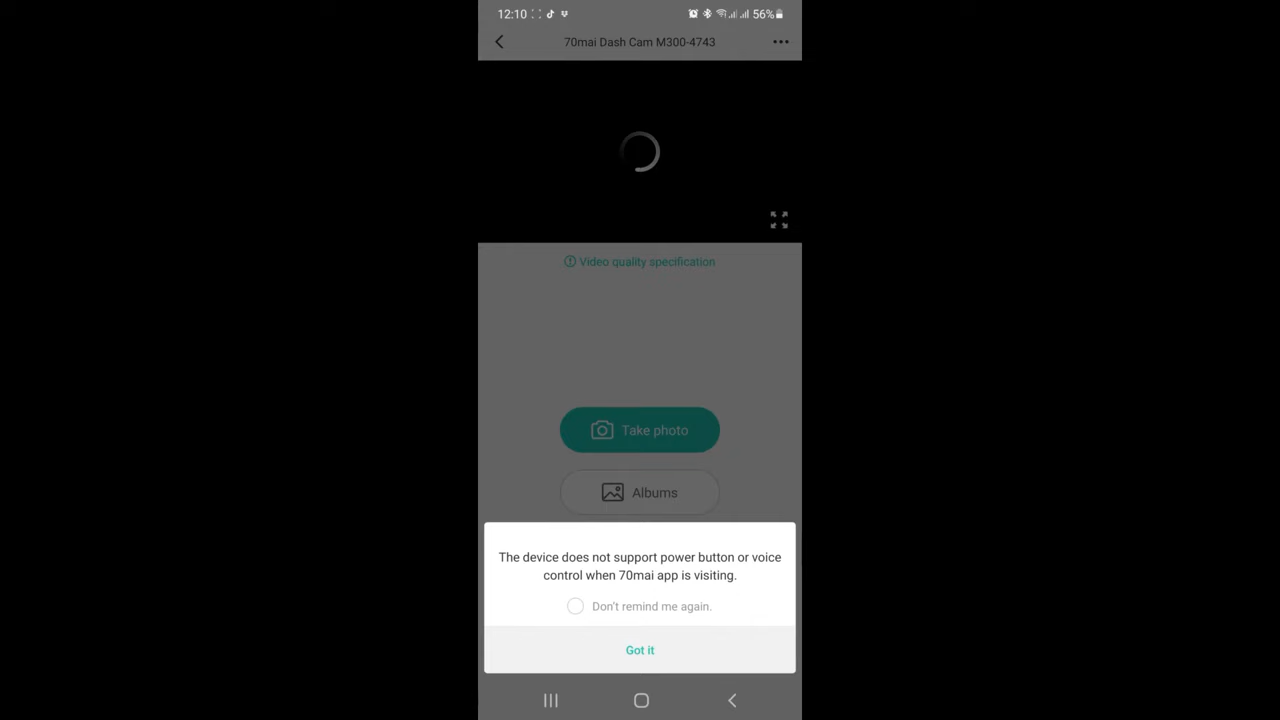 12:10 56%
70mai Dash Cam M300-4743
Video quality specification
Take photo
Albums
The device does not support power button or voice
control when 70mai app is visiting.
Don't remind me again.
Got it